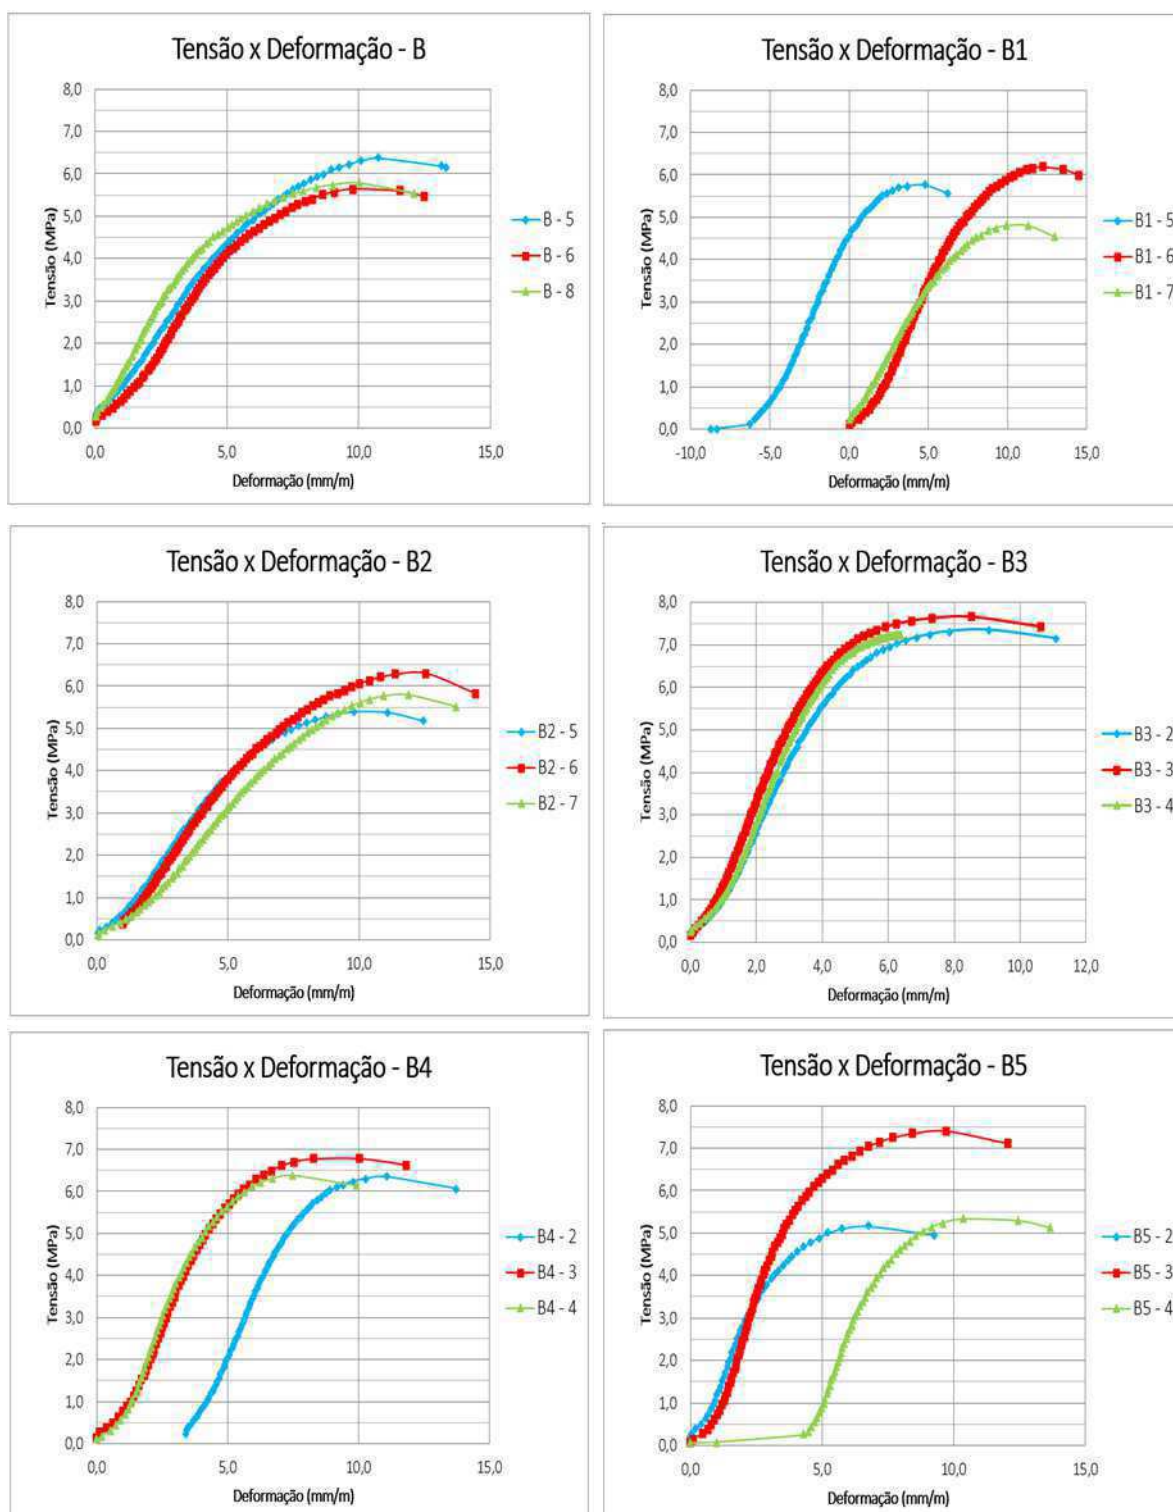 Tensão x Deformação - B
8,0
7,0
6,0
5,0
4,0
3,0
2,0
1,0
0,0
Tensão (MPa)
0,0 5,0 10,0 15,0
Deformação (mm/m)
B - 5
B - 6
B - 8
Tensão x Deformação - B1
8,0
7,0
6,0
5,0
4,0
3,0
2,0
1,0
0,0
Tensão (MPa)
-10,0 -5,0 0,0 5,0 10,0 15,0
Deformação (mm/m)
B1 - 5
B1 - 6
B1 - 7
Tensão x Deformação - B2
8,0
7,0
6,0
5,0
4,0
3,0
2,0
1,0
0,0
Tensão (MPa)
0,0 5,0 10,0 15,0
Deformação (mm/m)
B2 - 5
B2 - 6
B2 - 7
Tensão x Deformação - B3
8,0
7,0
6,0
5,0
4,0
3,0
2,0
1,0
0,0
Tensão (MPa)
0,0 2,0 4,0 6,0 8,0 10,0 12,0
Deformação (mm/m)
B3 - 2
B3 - 3
B3 - 4
Tensão x Deformação - B4
8,0
7,0
6,0
5,0
4,0
3,0
2,0
1,0
0,0
Tensão (MPa)
0,0 5,0 10,0 15,0
Deformação (mm/m)
B4 - 2
B4 - 3
B4 - 4
Tensão x Deformação - B5
8,0
7,0
6,0
5,0
4,0
3,0
2,0
1,0
0,0
Tensão (MPa)
0,0 5,0 10,0 15,0
Deformação (mm/m)
B5 - 2
B5 - 3
B5 - 4